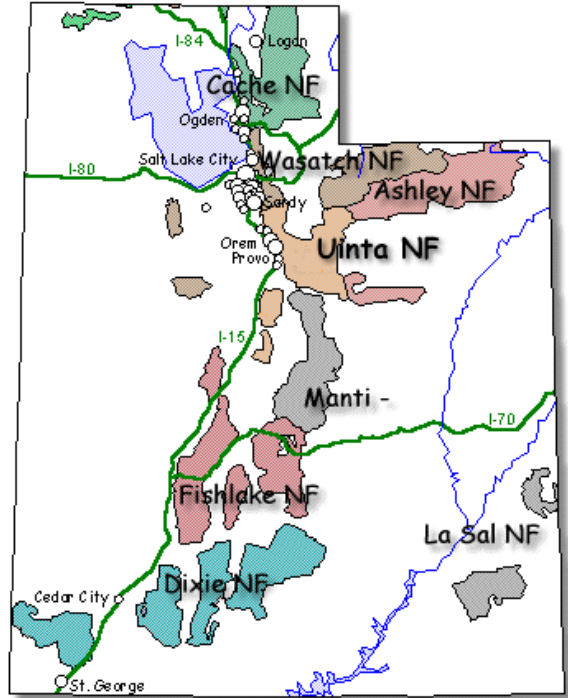 I-84
Logan
Cache NF
Ogden
Salt Lake City
Wasatch NF
I-80
Ashley NF
Sandy
Orem
Uinta NF
Provo
I-15
Manti -
I-70
Fishlake NF
La Sal NF
Dixie NF
Cedar City
St. George